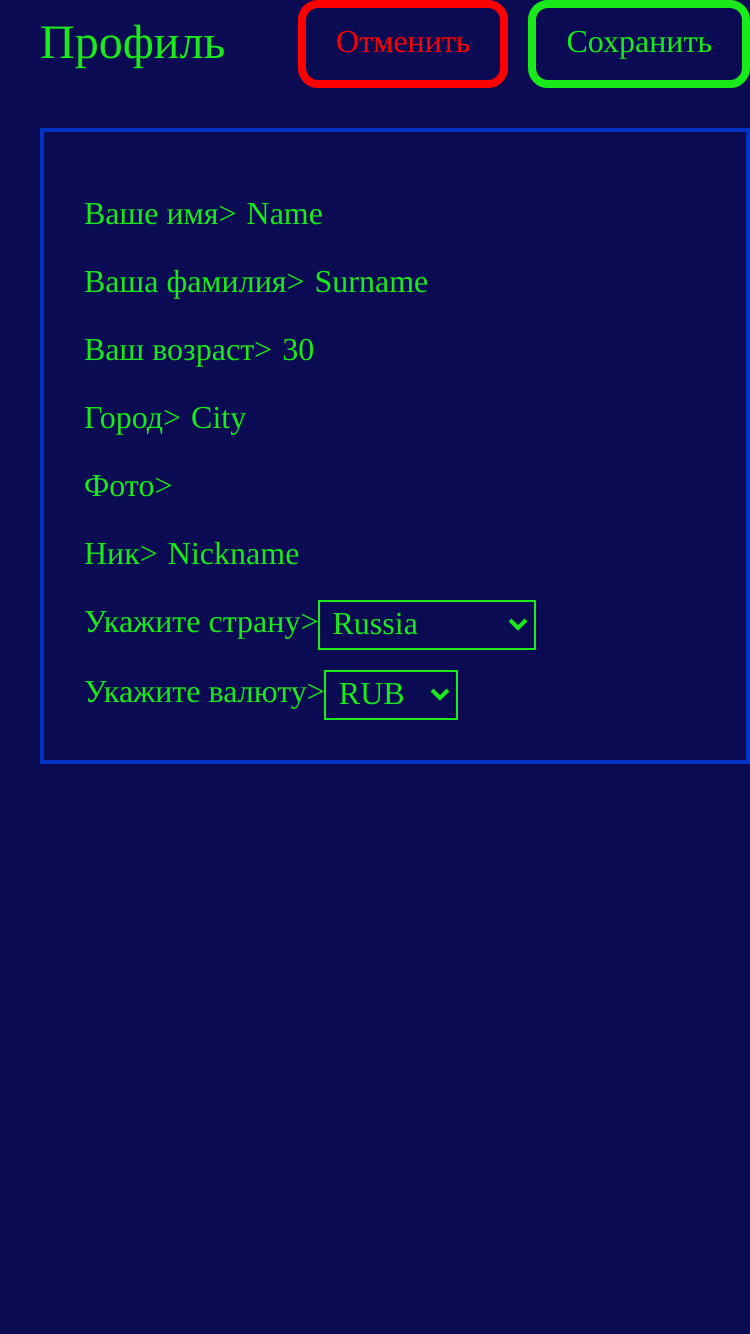 Профиль
Отменить
Сохранить
Ваше имя> Name
Ваша фамилия> Surname
Ваш возраст> 30
Город> City
Фото>
Ник> Nickname
Укажите страну> Russia
Укажите валюту> RUB